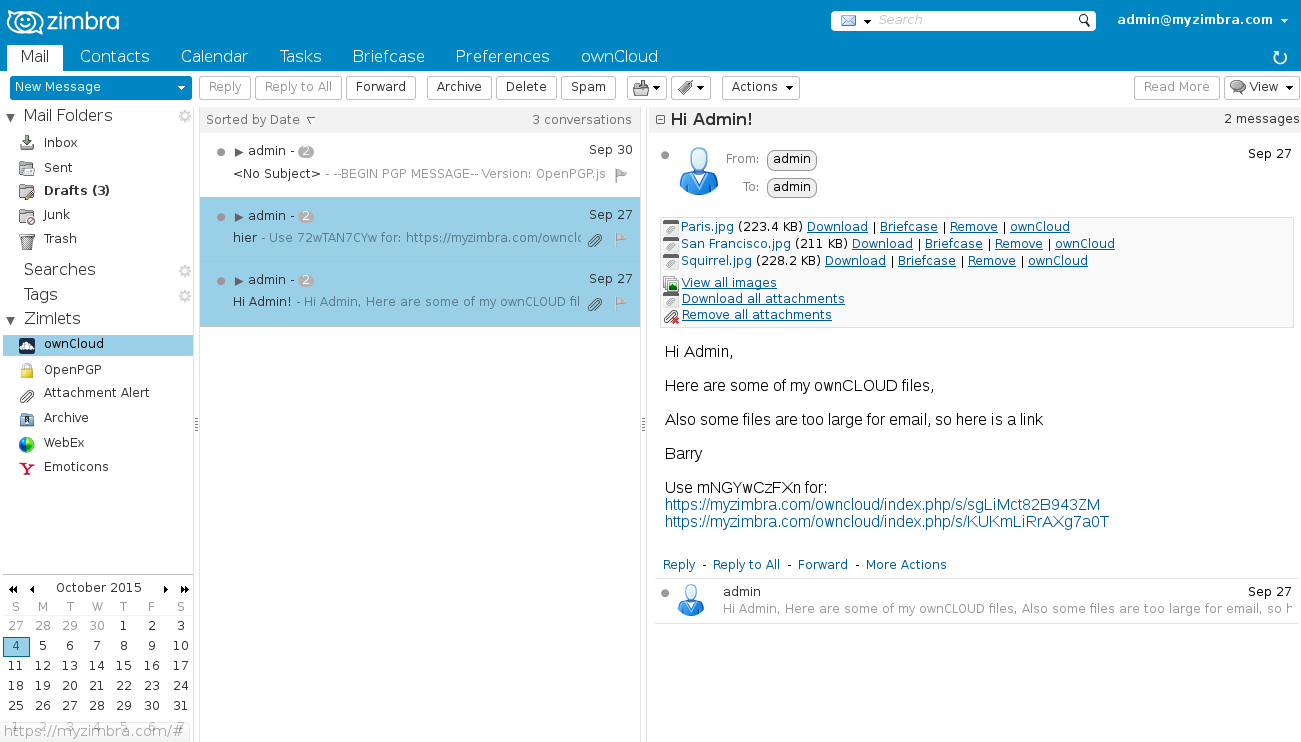 zimbra
Search
admin@myzimbra.com
Mail Contacts Calendar Tasks Briefcase Preferences ownCloud
New Message Reply Reply to All Forward Archive Delete Spam Actions Read More View
Mail Folders
Inbox
Sent
Drafts (3)
Junk
Trash
Searches
Tags
Zimlets
ownCloud
OpenPGP
Attachment Alert
Archive
WebEx
Emoticons
October 2015
S M T W T F S
27 28 29 30 1 2 3
4 5 6 7 8 9 10
11 12 13 14 15 16 17
18 19 20 21 22 23 24
25 26 27 28 29 30 31
1 2 3 4 5 6 7
https://myzimbra.com/#
Sorted by Date 3 conversations
admin - 2 Sep 30
<No Subject> - --BEGIN PGP MESSAGE-- Version: OpenPGP.js
admin - 2 Sep 27
hier - Use 72wTAN7CYw for: https://myzimbra.com/ownclo
admin - 2 Sep 27
Hi Admin! - Hi Admin, Here are some of my ownCLOUD fil
Hi Admin! 2 messages
From: admin Sep 27
To: admin
Paris.jpg (223.4 KB) Download | Briefcase | Remove | ownCloud
San Francisco.jpg (211 KB) Download | Briefcase | Remove | ownCloud
Squirrel.jpg (228.2 KB) Download | Briefcase | Remove | ownCloud
View all images
Download all attachments
Remove all attachments
Hi Admin,
Here are some of my ownCLOUD files,
Also some files are too large for email, so here is a link
Barry
Use mNGYwCzFXn for:
https://myzimbra.com/owncloud/index.php/s/sgLiMct82B943ZM
https://myzimbra.com/owncloud/index.php/s/KUKmLiRrAXg7a0T
Reply - Reply to All - Forward - More Actions
admin Sep 27
Hi Admin, Here are some of my ownCLOUD files, Also some files are too large for email, so h